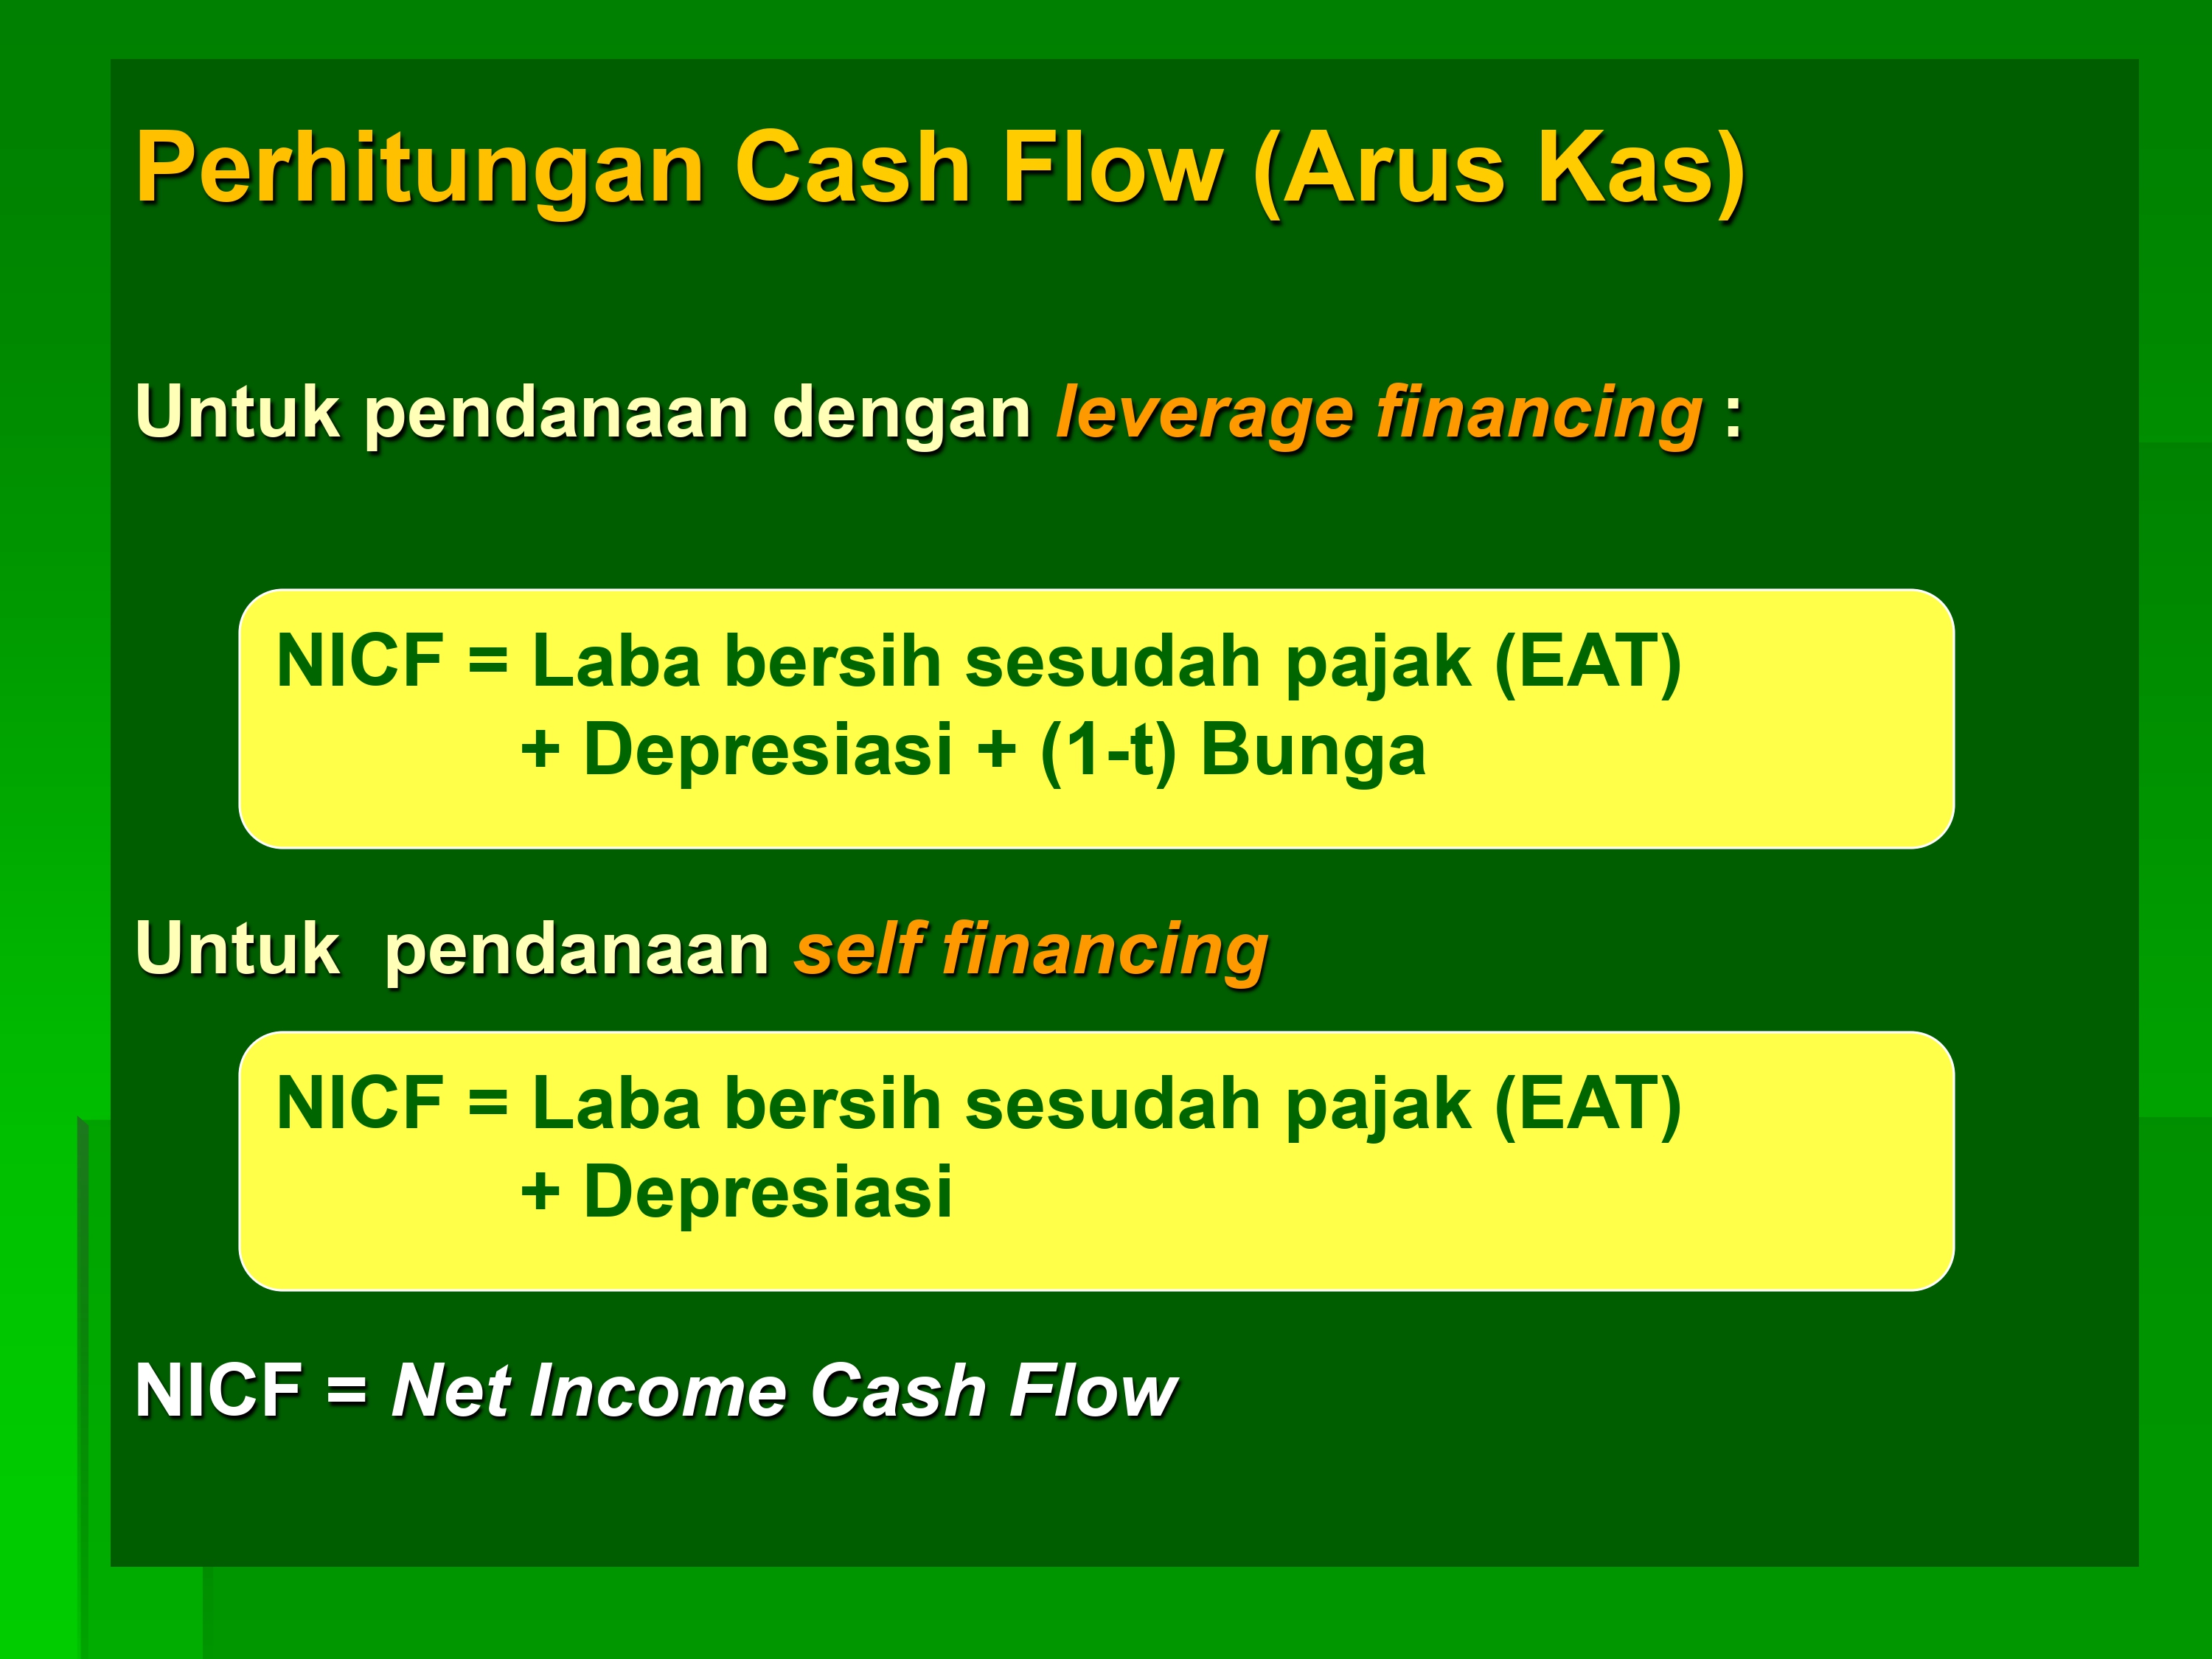 Perhitungan Cash Flow (Arus Kas)
Untuk pendanaan dengan leverage financing :
NICF = Laba bersih sesudah pajak (EAT)
+ Depresiasi + (1-t) Bunga
Untuk pendanaan self financing
NICF = Laba bersih sesudah pajak (EAT)
+ Depresiasi
NICF = Net Income Cash Flow